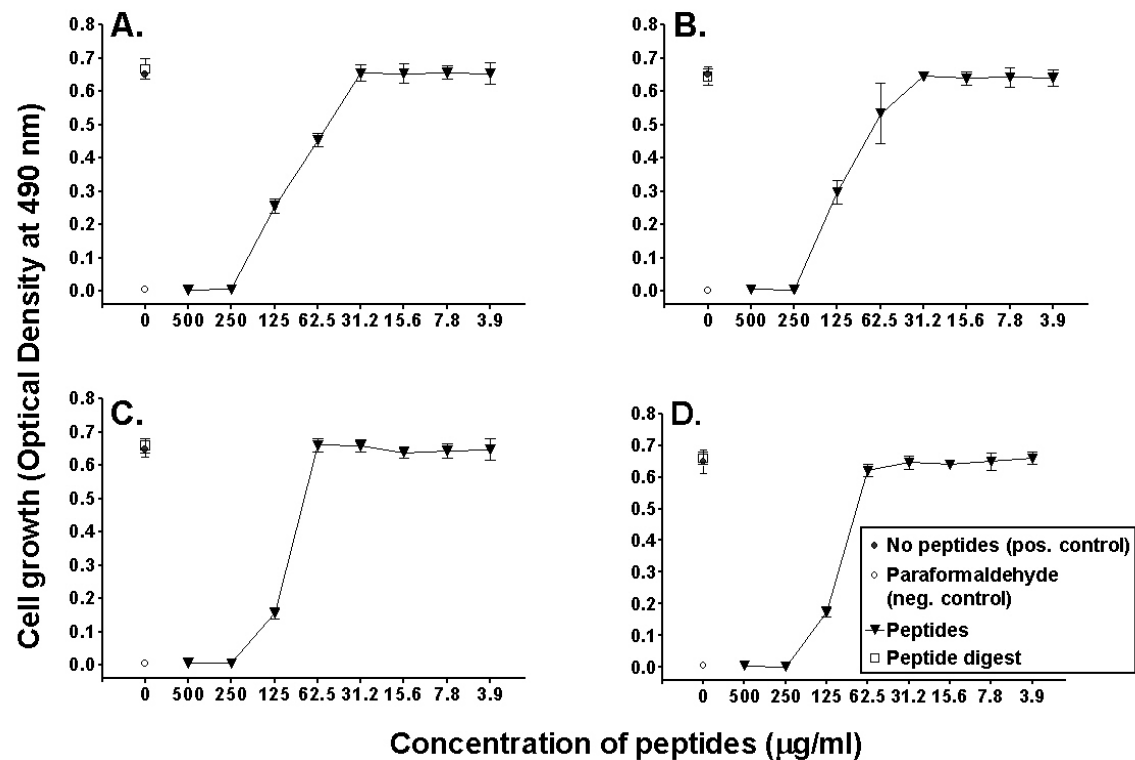 Cell growth (Optical Density at 490 nm)
A.
0.8
0.7
0.6
0.5
0.4
0.3
0.2
0.1
0.0
0 500 250 125 62.5 31.2 15.6 7.8 3.9
B.
0.8
0.7
0.6
0.5
0.4
0.3
0.2
0.1
0.0
0 500 250 125 62.5 31.2 15.6 7.8 3.9
C.
0.8
0.7
0.6
0.5
0.4
0.3
0.2
0.1
0.0
0 500 250 125 62.5 31.2 15.6 7.8 3.9
D.
0.8
0.7
0.6
0.5
0.4
0.3
0.2
0.1
0.0
0 500 250 125 62.5 31.2 15.6 7.8 3.9
No peptides (pos. control)
Paraformaldehyde
(neg. control)
Peptides
Peptide digest
Concentration of peptides (μg/ml)